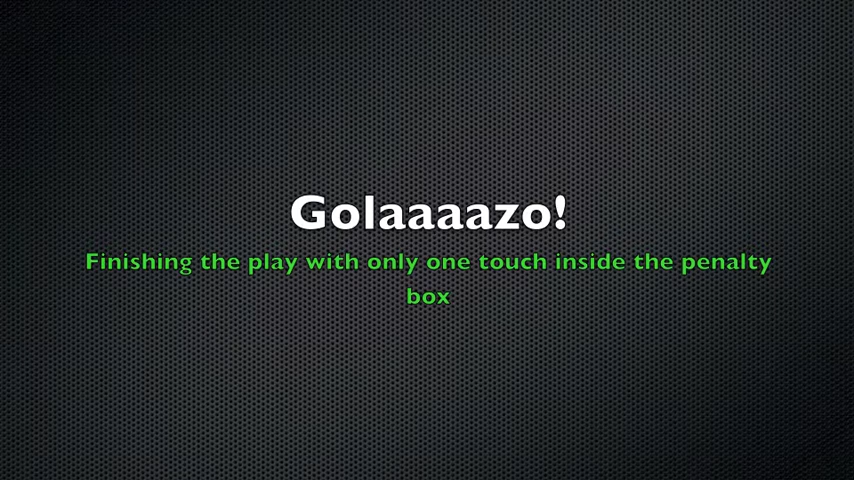 Golaaaazo!
Finishing the play with only one touch inside the penalty
box